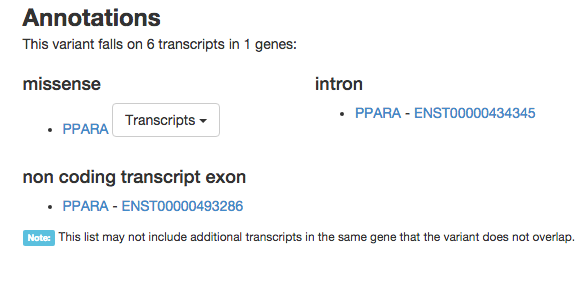 Annotations
This variant falls on 6 transcripts in 1 genes:
missense
PPARA Transcripts
intron
PPARA - ENST00000434345
non coding transcript exon
PPARA - ENST00000493286
Note: This list may not include additional transcripts in the same gene that the variant does not overlap.